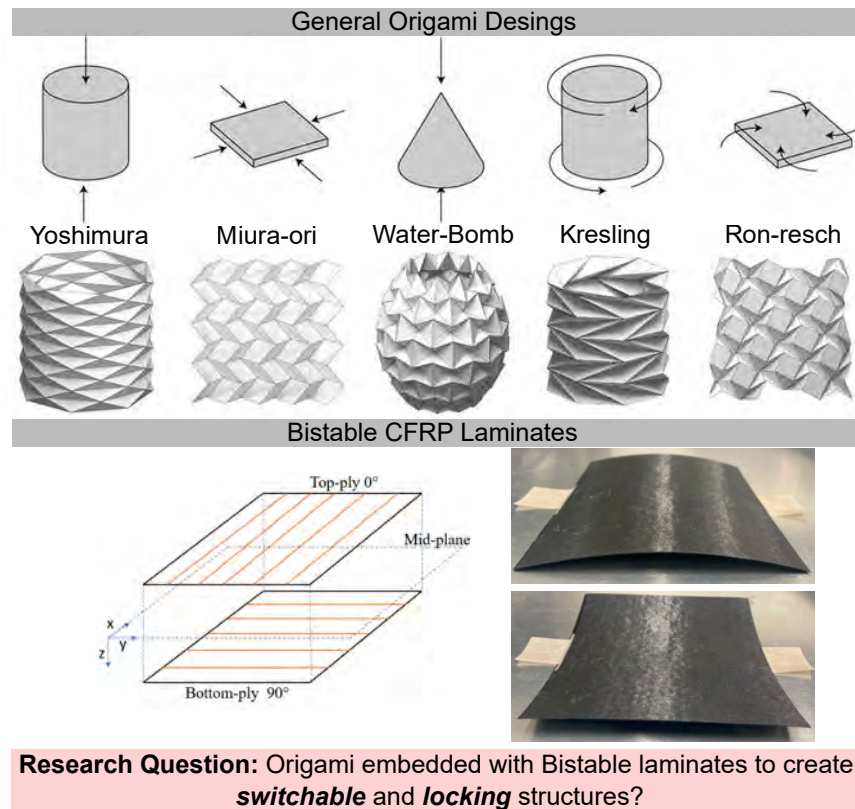 General Origami Desings
Yoshimura
Miura-ori
Water-Bomb
Kresling
Ron-resch
Bistable CFRP Laminates
Top-ply 0°
Mid-plane
x
y
z
Bottom-ply 90°
Research Question: Origami embedded with Bistable laminates to create
switchable and locking structures?